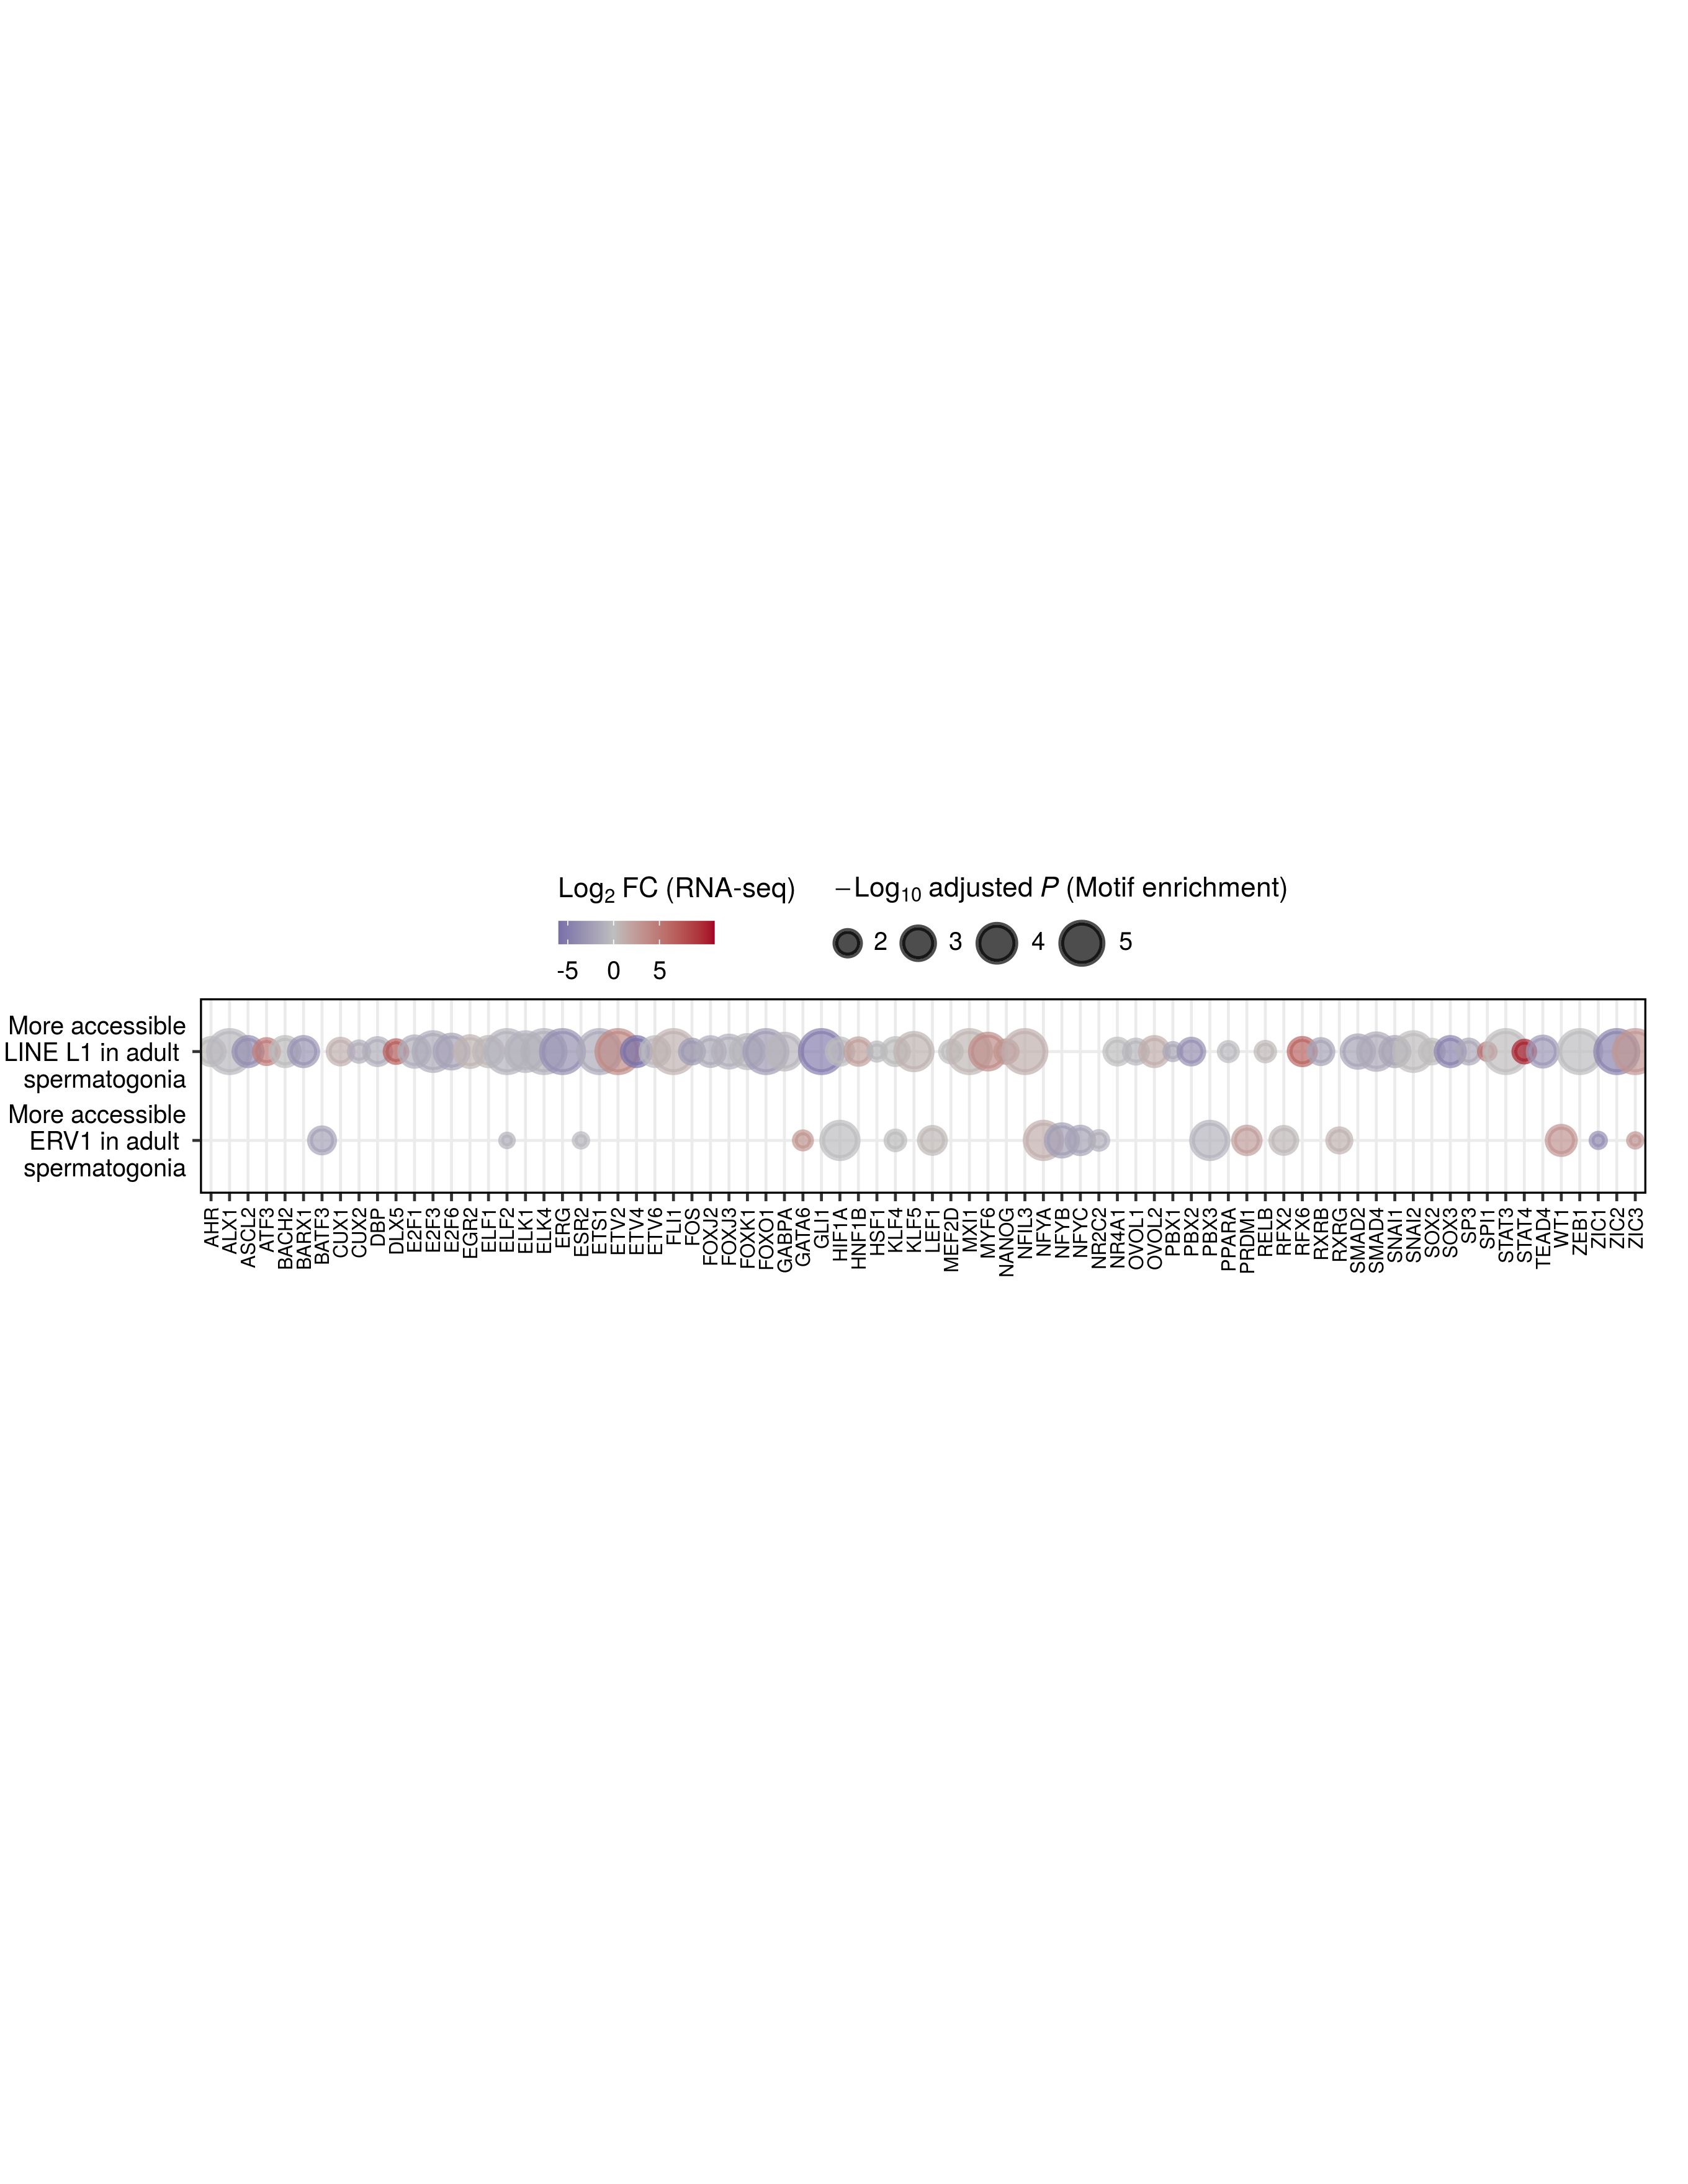 Log2 FC (RNA-seq)
−Log10 adjusted P (Motif enrichment)
-5 0 5
2 3 4 5
More accessible
LINE L1 in adult
spermatogonia
More accessible
ERV1 in adult
spermatogonia
AHR
ALX1
ASCL2
ATF3
BACH2
BARX1
BATF3
CUX1
CUX2
DBP
DLX5
E2F1
E2F3
E2F6
EGR2
ELF1
ELF2
ELK1
ELK4
ERG
ESR2
ETS1
ETV2
ETV4
ETV6
FLI1
FOS
FOXJ2
FOXJ3
FOXK1
FOXO1
GABPA
GATA6
GLI1
HIF1A
HNF1B
HSF1
KLF4
KLF5
LEF1
MEF2D
MXI1
MYF6
NANOG
NFIL3
NFYA
NFYB
NFYC
NR2C2
NR4A1
OVOL1
OVOL2
PBX1
PBX2
PBX3
PPARA
PRDM1
RELB
RFX2
RFX6
RXRB
RXRG
SMAD2
SMAD4
SNAI1
SNAI2
SOX2
SOX3
SP3
SPI1
STAT3
STAT4
TEAD4
WT1
ZEB1
ZIC1
ZIC2
ZIC3